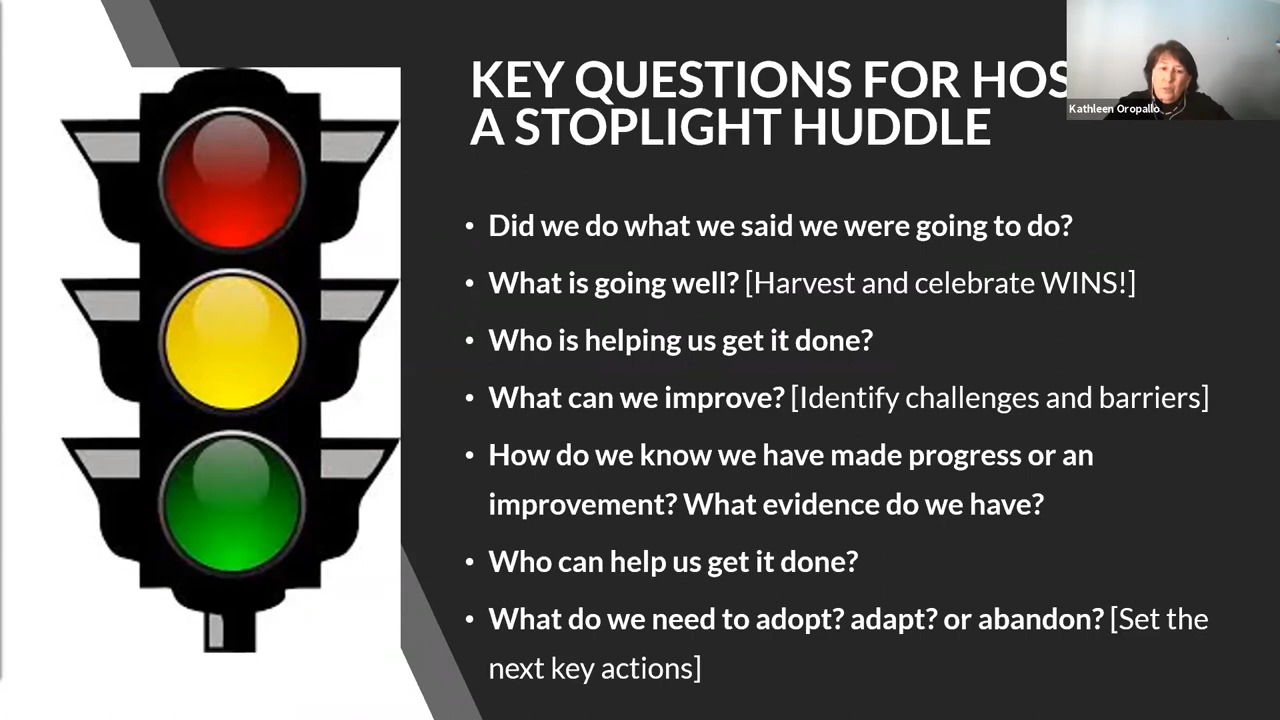 KEY QUESTIONS FOR HOS
A STOPLIGHT HUDDLE
Kathleen Oropallo
• Did we do what we said we were going to do?
• What is going well? [Harvest and celebrate WINS!]
• Who is helping us get it done?
• What can we improve? [Identify challenges and barriers]
• How do we know we have made progress or an
improvement? What evidence do we have?
• Who can help us get it done?
• What do we need to adopt? adapt? or abandon? [Set the
next key actions]